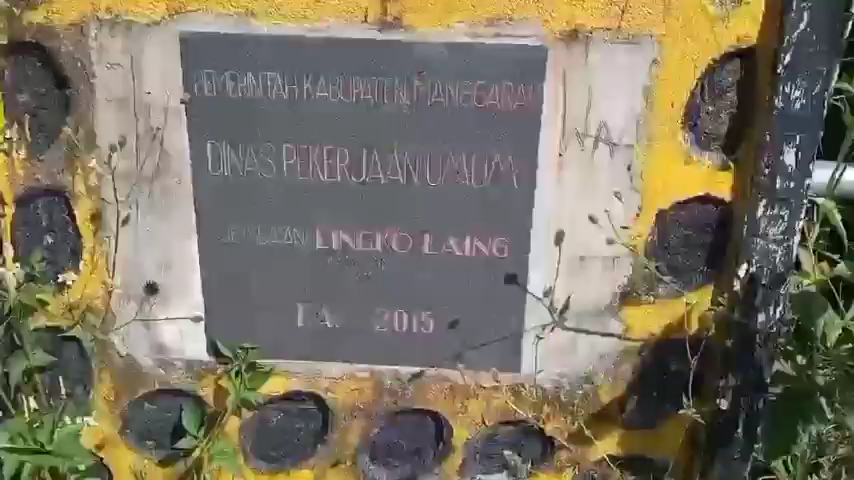 PEMERINTAH KABUPATEN MANGGARAI
DINAS PEKERJAAN UMUM
LINGKO LAING
T.A. 2015